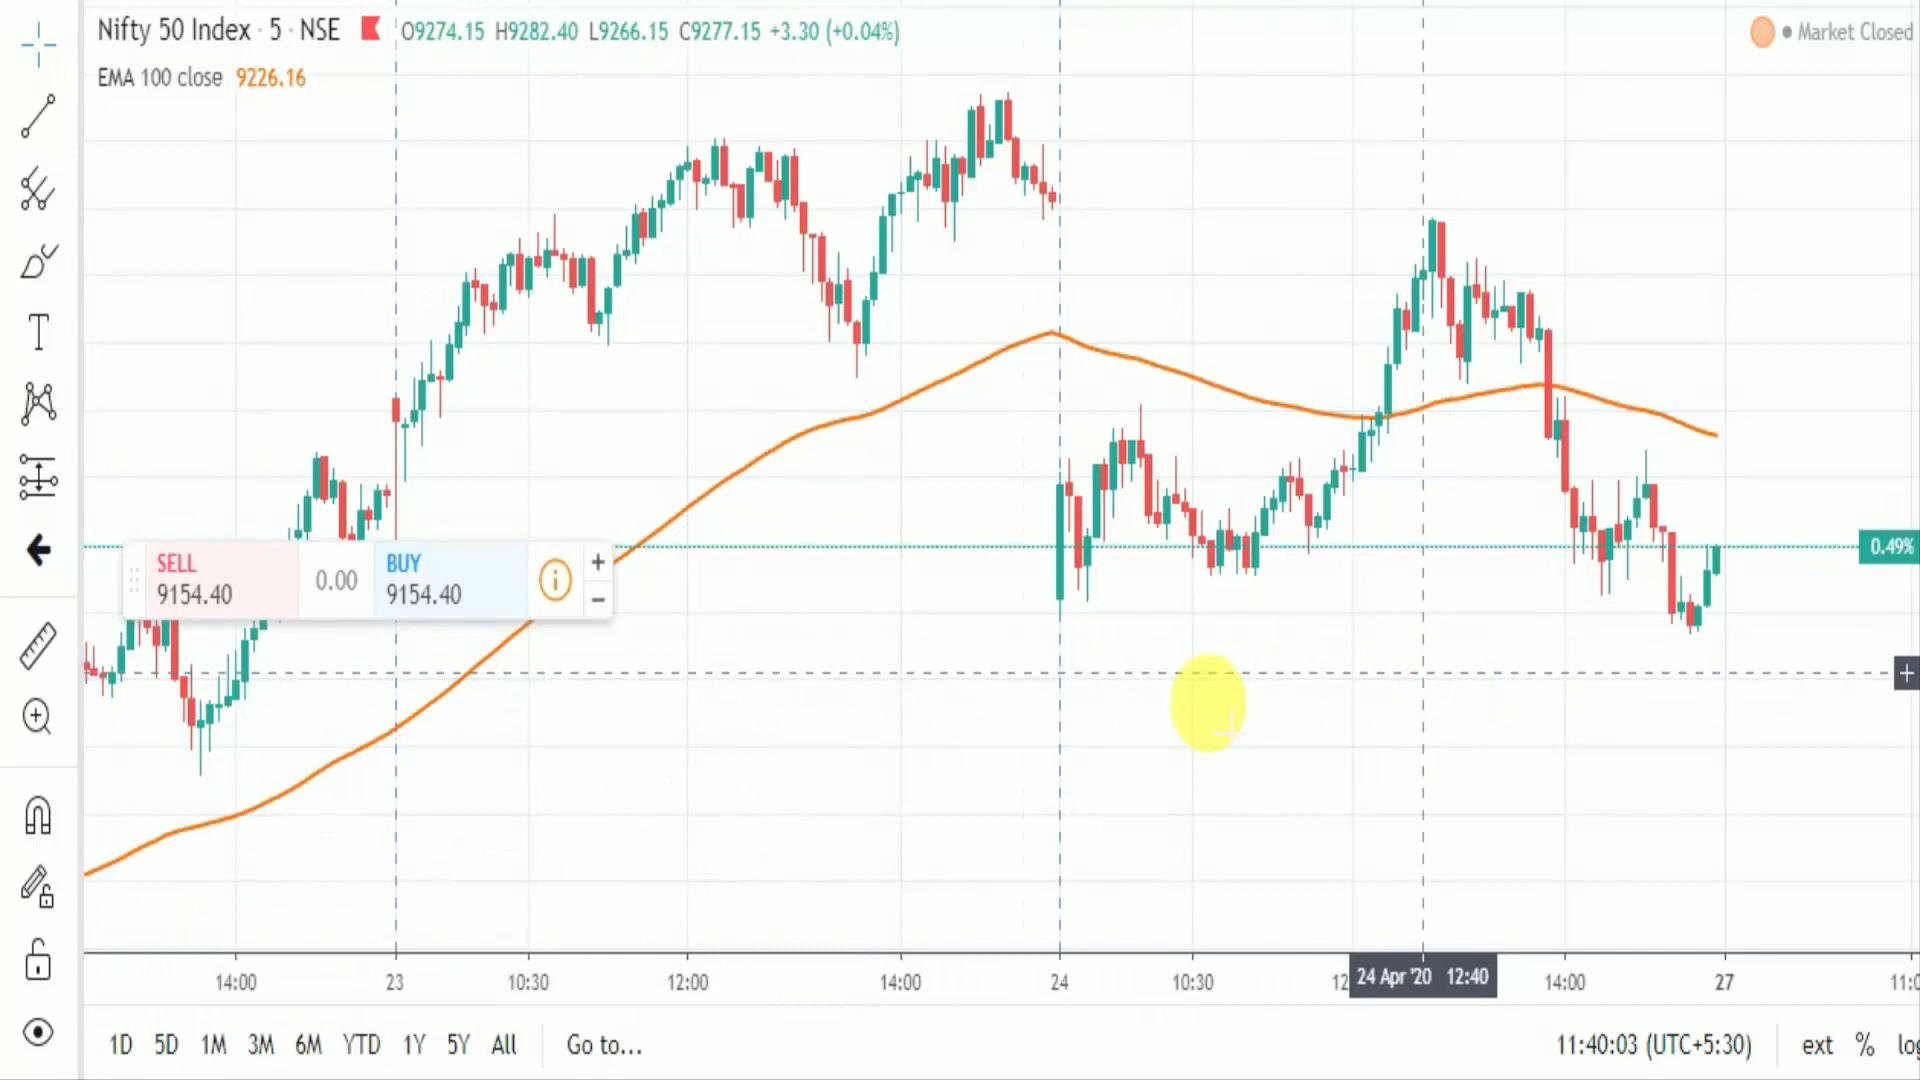 Nifty 50 Index · 5 · NSE O9274.15 H9282.40 L9266.15 C9277.15 +3.30 (+0.04%)
Market Closed
EMA 100 close 9226.16
T
0.49%
SELL
9154.40
0.00
BUY
9154.40
14:00 23 10:30 12:00 14:00 24 10:30 12 24 Apr '20 12:40 14:00 27 11:0
1D 5D 1M 3M 6M YTD 1Y 5Y All Go to... 11:40:03 (UTC+5:30) ext % log